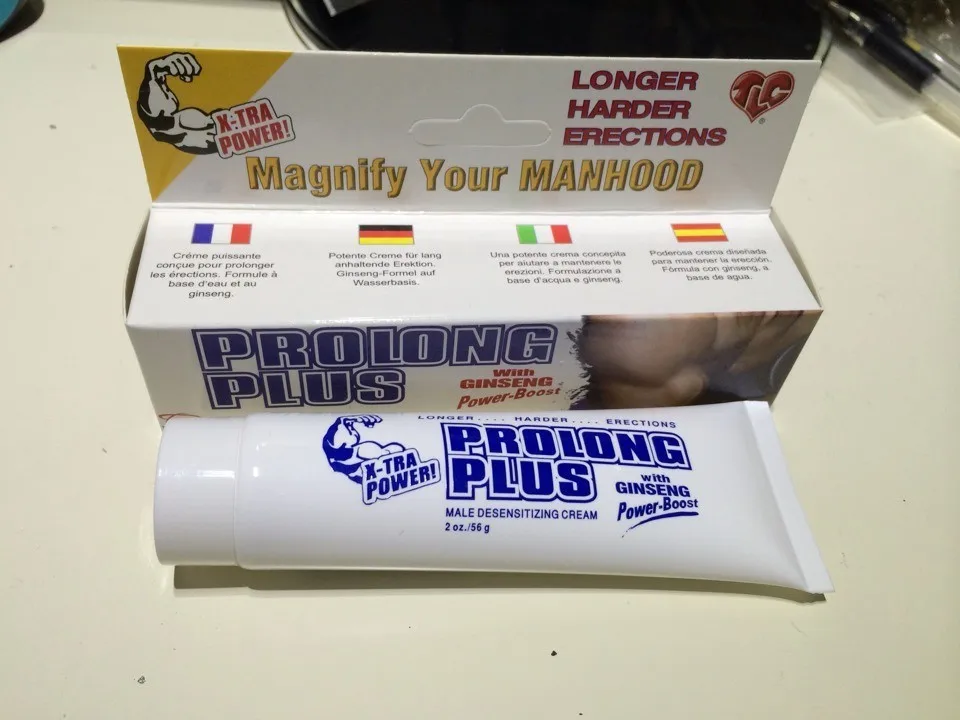 X-TRA
POWER!
LONGER
HARDER
ERECTIONS
TLC
®
Magnify Your MANHOOD
Créme puissante
conçue pour prolonger
les érections. Formule à
base d'eau et au
ginseng.
Potente Creme für lang
anhaltende Erektion.
Ginseng-Formel auf
Wasserbasis.
Una potente crema concepita
per aiutare a mantenere le
erezioni. Formulazione a
base d'acqua e ginseng.
Poderosa crema diseñada
para mantener la erección.
Fórmula con ginseng, a
base de agua.
PROLONG
PLUS
With
GINSENG
Power-Boost
LONGER .... HARDER .... ERECTIONS
X-TRA
POWER!
PROLONG
PLUS
with
GINSENG
Power-Boost
MALE DESENSITIZING CREAM
2 oz./56 g